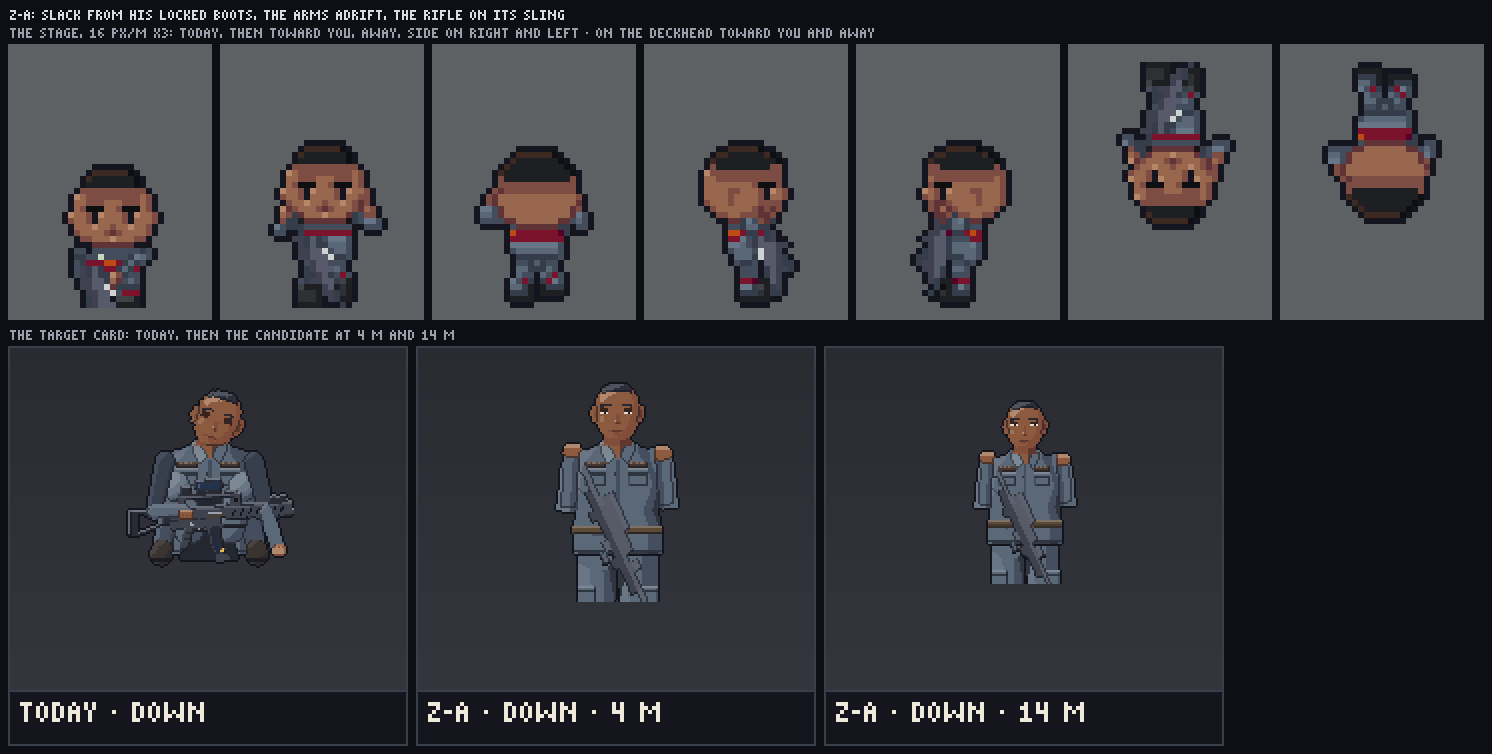 Z-A: SLACK FROM HIS LOCKED BOOTS, THE ARMS ADRIFT, THE RIFLE ON ITS SLING
THE STAGE, 16 PX/M X3: TODAY, THEN TOWARD YOU, AWAY, SIDE ON RIGHT AND LEFT · ON THE DECKHEAD TOWARD YOU AND AWAY
THE TARGET CARD: TODAY, THEN THE CANDIDATE AT 4 M AND 14 M
TODAY · DOWN
Z-A · DOWN · 4 M
Z-A · DOWN · 14 M